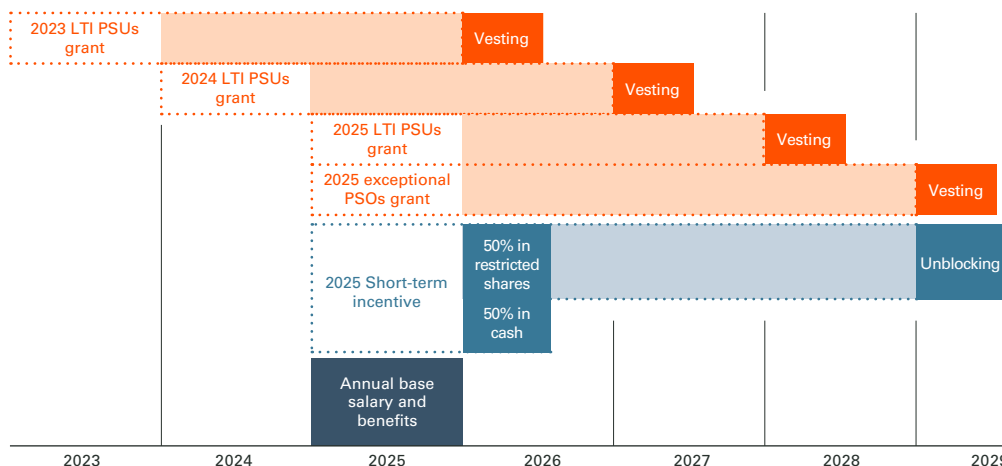 2023 LTI PSUs
grant
Vesting
2024 LTI PSUs
grant
Vesting
2025 LTI PSUs
grant
Vesting
2025 exceptional
PSOs grant
Vesting
2025 Short-term
incentive
50% in
restricted
shares
50% in
cash
Unblocking
Annual base
salary and
benefits
2023
2024
2025
2026
2027
2028
2029